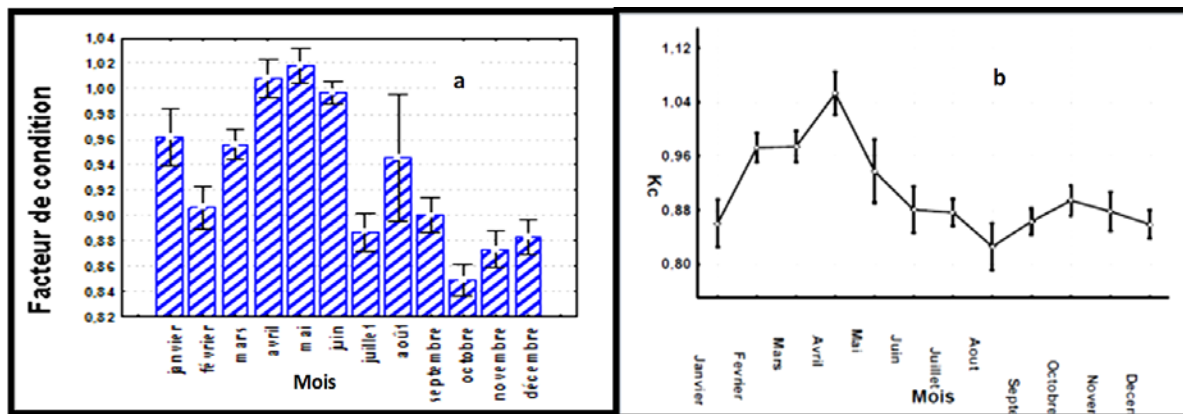 1,04
1,02
1,00
0,98
0,96
0,94
0,92
0,90
0,88
0,86
0,84
0,82
Facteur de condition
a
janvier
février
mars
avril
mai
juin
juillet
août
septembre
octobre
novembre
décembre
Mois
1,12
1,04
0,96
0,88
0,80
Kc
b
Janvier
Fevrier
Mars
Avril
Mai
Juin
Juillet
Aout
Septe
Octobre
Nover
Decer
Mois